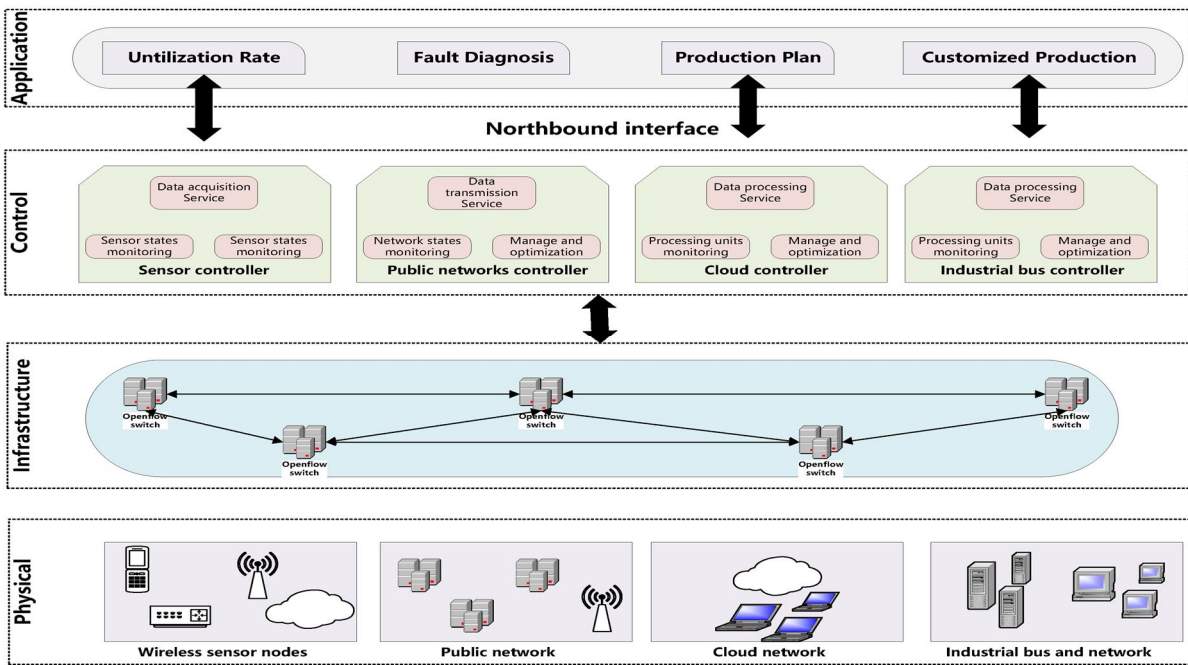 Application
Untilization Rate
Fault Diagnosis
Production Plan
Customized Production
Northbound interface
Control
Data acquisition
Service
Sensor states
monitoring
Sensor states
monitoring
Sensor controller
Data
transmission
Service
Network states
monitoring
Manage and
optimization
Public networks controller
Data processing
Service
Processing units
monitoring
Manage and
optimization
Cloud controller
Data processing
Service
Processing units
monitoring
Manage and
optimization
Industrial bus controller
Infrastructure
Openflow
switch
Openflow
switch
Openflow
switch
Openflow
switch
Openflow
switch
Physical
Wireless sensor nodes
Public network
Cloud network
Industrial bus and network